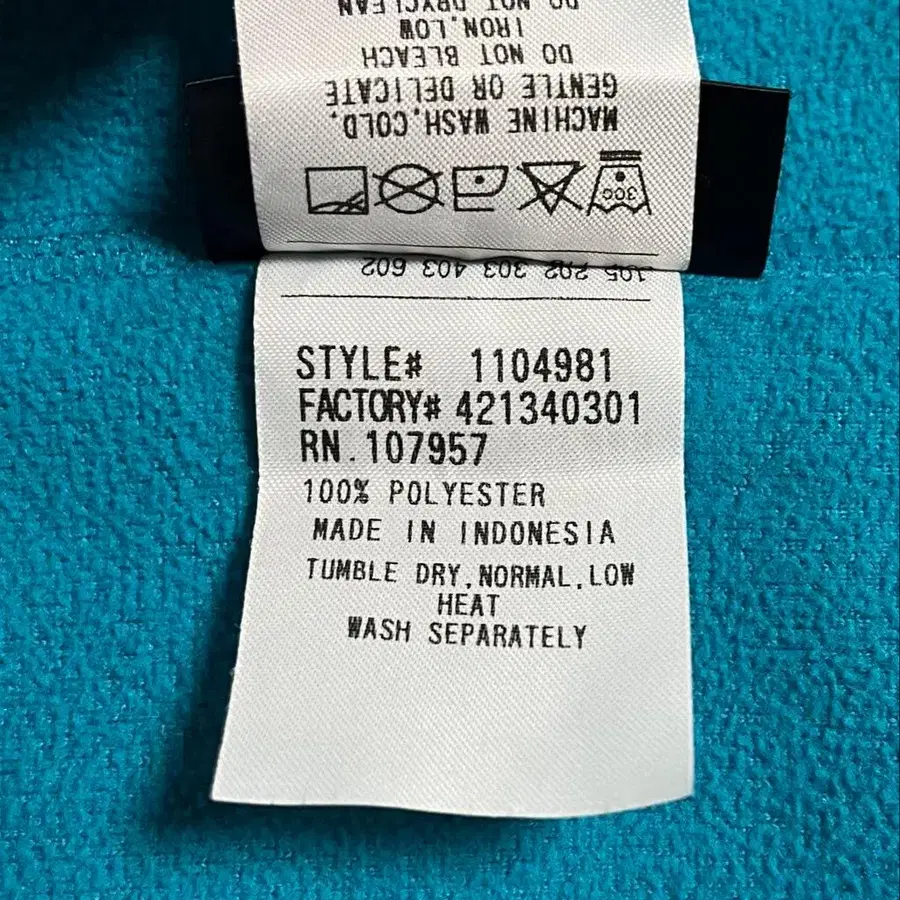 DO NOT DRYCLEAN
IRON.LOW
DO NOT BLEACH
GENTLE OR DELICATE
MACHINE WASH.COLD.
30C
105 202 303 403 602
STYLE# 1104981
FACTORY# 421340301
RN.107957
100% POLYESTER
MADE IN INDONESIA
TUMBLE DRY,NORMAL,LOW
HEAT
WASH SEPARATELY